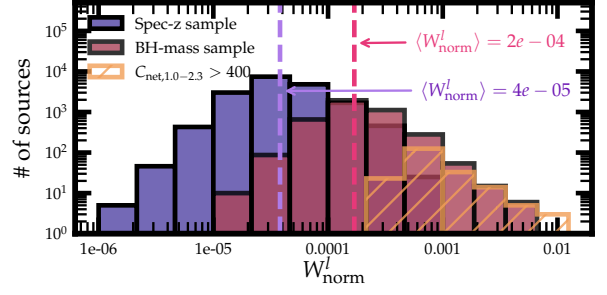 Spec-z sample
BH-mass sample
C_net,1.0−2.3 > 400
⟨W^l_norm⟩ = 2e − 04
⟨W^l_norm⟩ = 4e − 05
# of sources
10^5
10^4
10^3
10^2
10^1
10^0
1e-06
1e-05
0.0001
0.001
0.01
W^l_norm